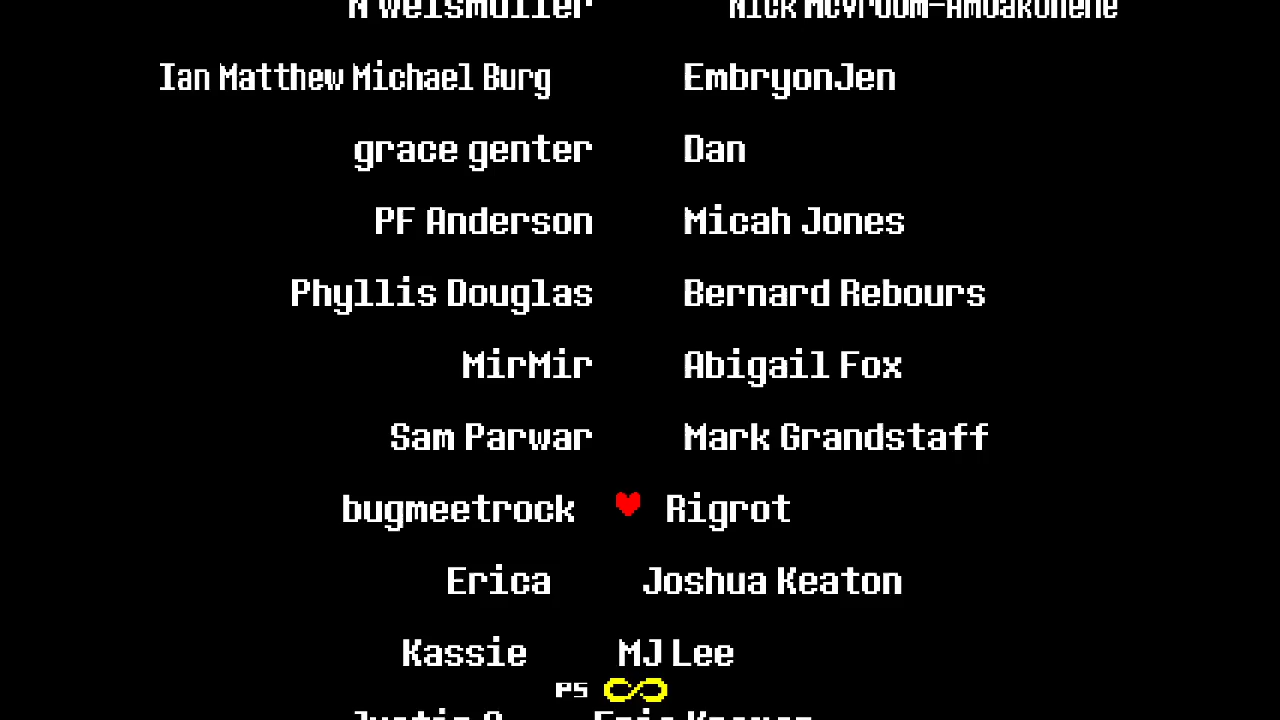 N Weismuller
Ian Matthew Michael Burg EmbryonJen
grace genter Dan
PF Anderson Micah Jones
Phyllis Douglas Bernard Rebours
MirMir Abigail Fox
Sam Parwar Mark Grandstaff
bugmeetrock Rigrot
Erica Joshua Keaton
Kassie MJ Lee
PS ∞